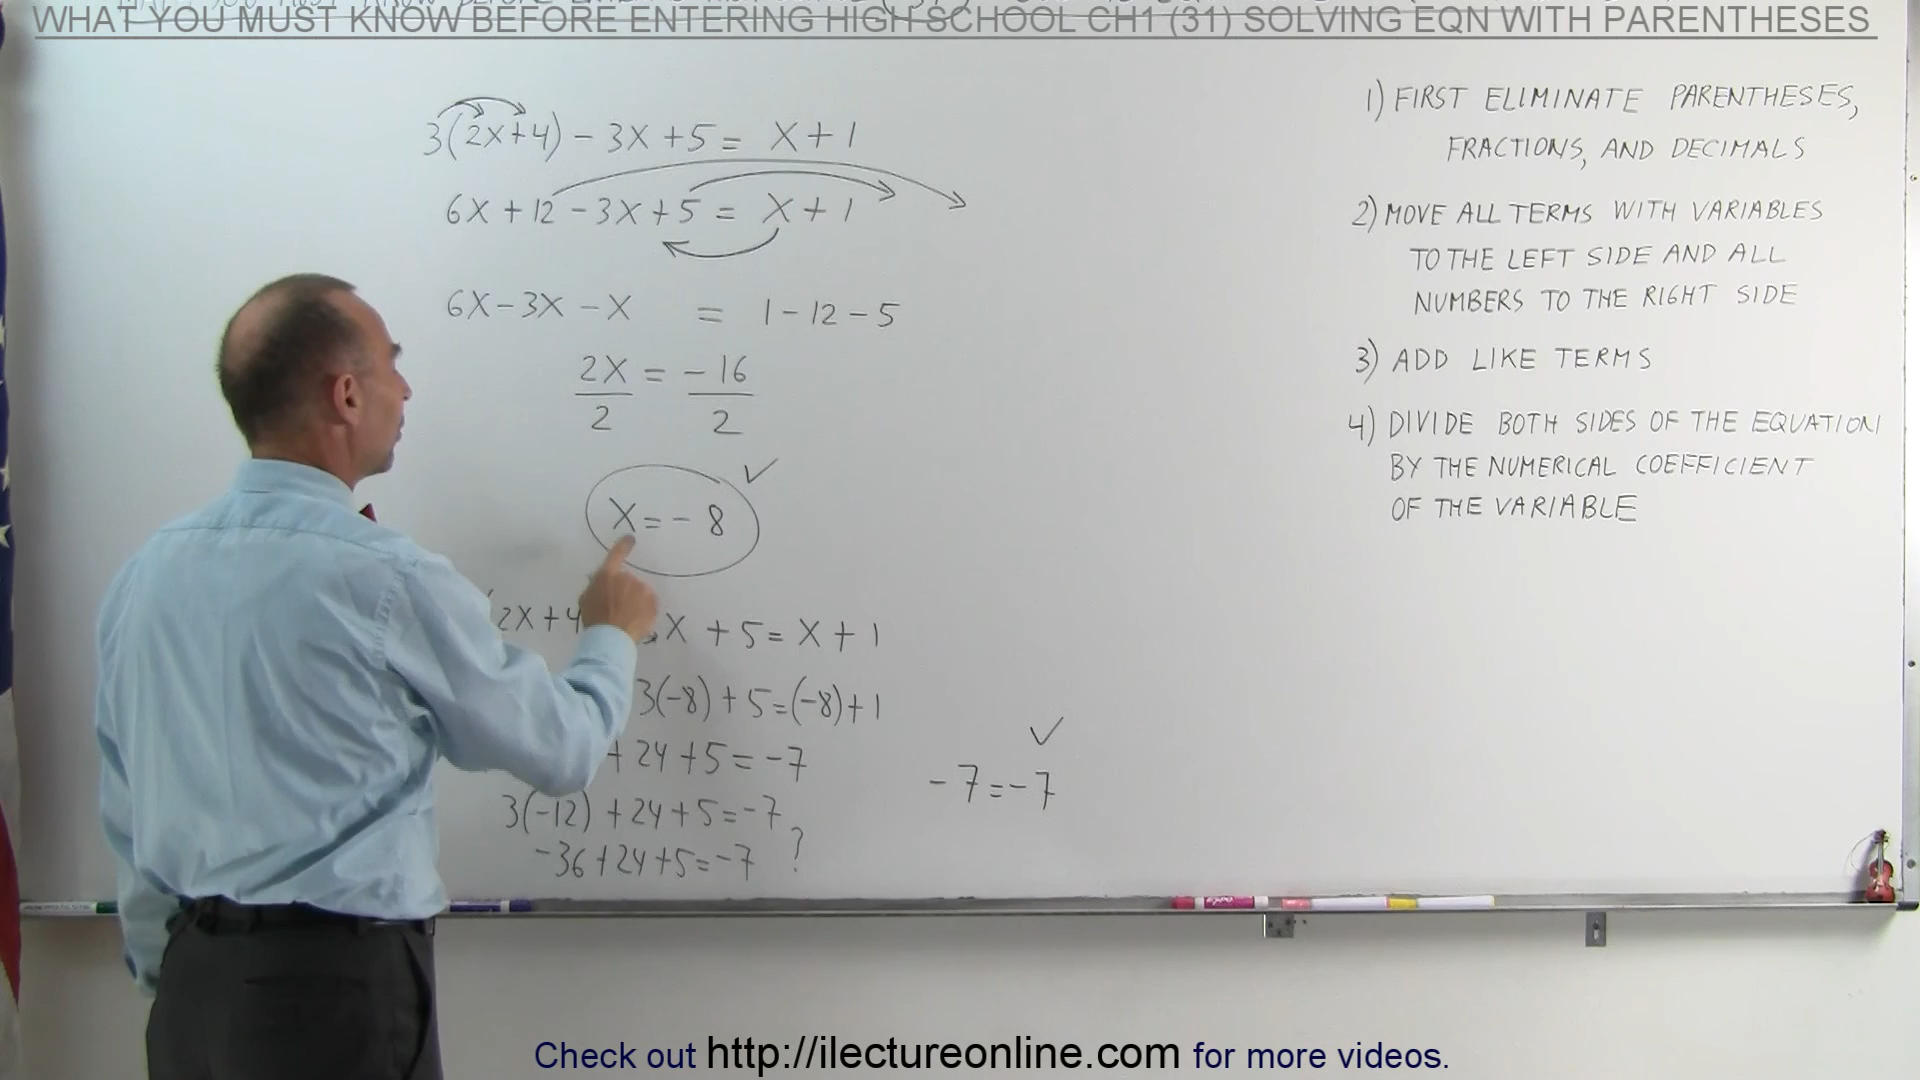 WHAT YOU MUST KNOW BEFORE ENTERING HIGH SCHOOL CH1 (31) SOLVING EQN WITH PARENTHESES
3(2X+4) - 3X + 5 = X + 1
6X + 12 - 3X + 5 = X + 1
6X - 3X - X = 1 - 12 - 5
2X = -16
2 2
✓
X = -8
2X+4 X + 5 = X + 1
3(-8) + 5 = (-8) + 1
+ 24 + 5 = -7
3(-12) + 24 + 5 = -7
-36 + 24 + 5 = -7 ?
✓
-7 = -7
1) FIRST ELIMINATE PARENTHESES,
FRACTIONS, AND DECIMALS
2) MOVE ALL TERMS WITH VARIABLES
TO THE LEFT SIDE AND ALL
NUMBERS TO THE RIGHT SIDE
3) ADD LIKE TERMS
4) DIVIDE BOTH SIDES OF THE EQUATION
BY THE NUMERICAL COEFFICIENT
OF THE VARIABLE
Check out http://ilectureonline.com for more videos.